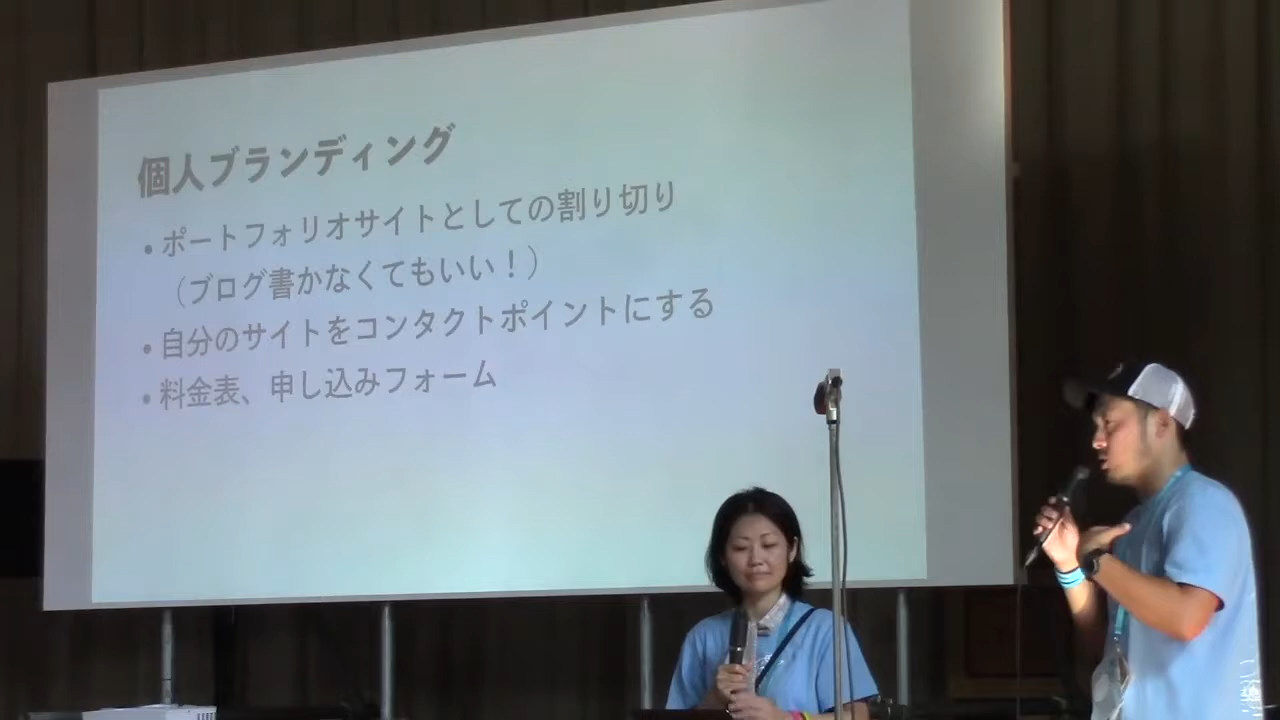 個人ブランディング
• ポートフォリオサイトとしての割り切り
（ブログ書かなくてもいい！）
• 自分のサイトをコンタクトポイントにする
• 料金表、申し込みフォーム